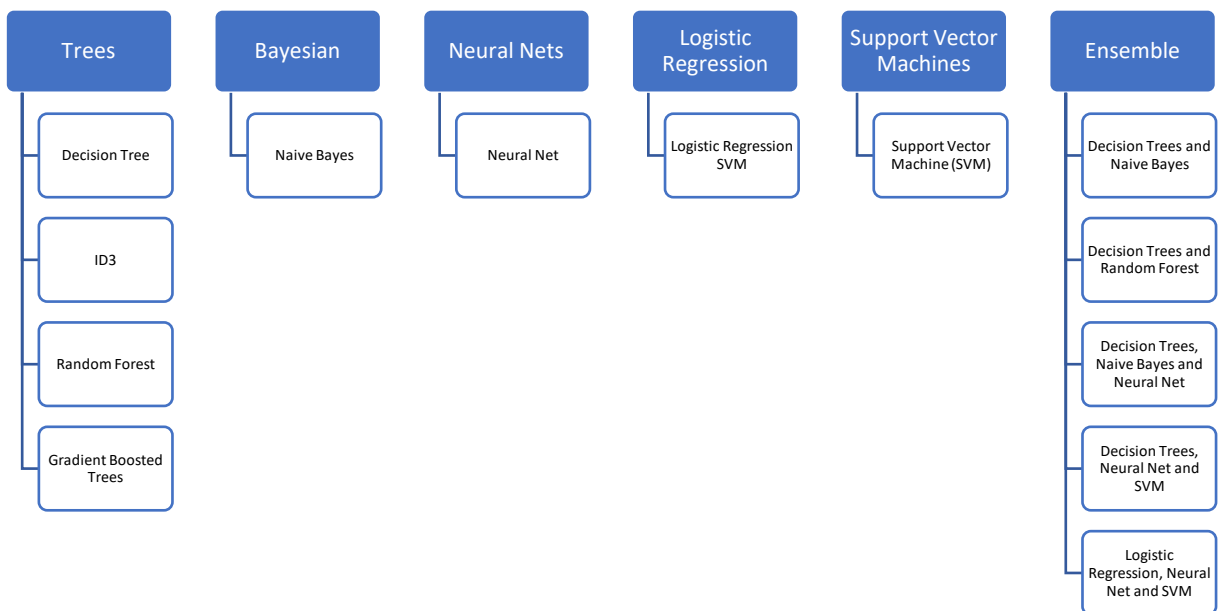 Trees
Decision Tree
ID3
Random Forest
Gradient Boosted
Trees
Bayesian
Naive Bayes
Neural Nets
Neural Net
Logistic
Regression
Logistic Regression
SVM
Support Vector
Machines
Support Vector
Machine (SVM)
Ensemble
Decision Trees and
Naive Bayes
Decision Trees and
Random Forest
Decision Trees,
Naive Bayes and
Neural Net
Decision Trees,
Neural Net and
SVM
Logistic
Regression, Neural
Net and SVM